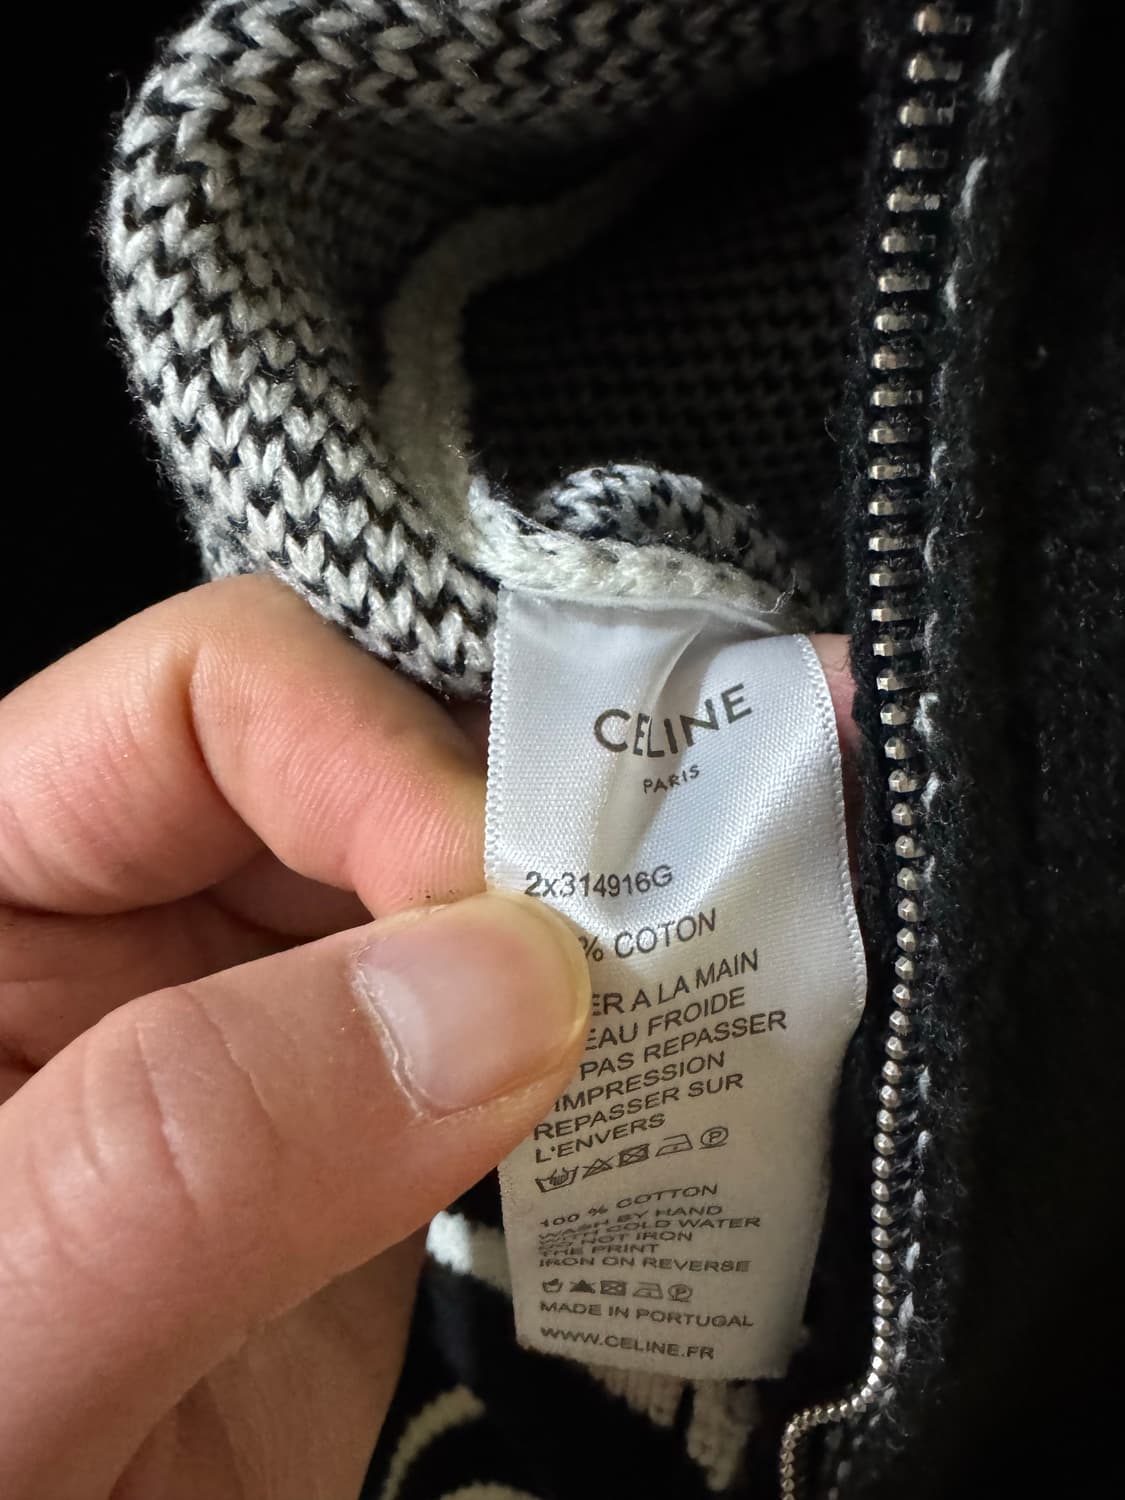 CELINE
PARIS
2x314916G
% COTON
ER A LA MAIN
EAU FROIDE
PAS REPASSER
IMPRESSION
REPASSER SUR
L'ENVERS
100 % COTTON
WASH BY HAND
WITH COLD WATER
DO NOT IRON
THE PRINT
IRON ON REVERSE
MADE IN PORTUGAL
WWW.CELINE.FR